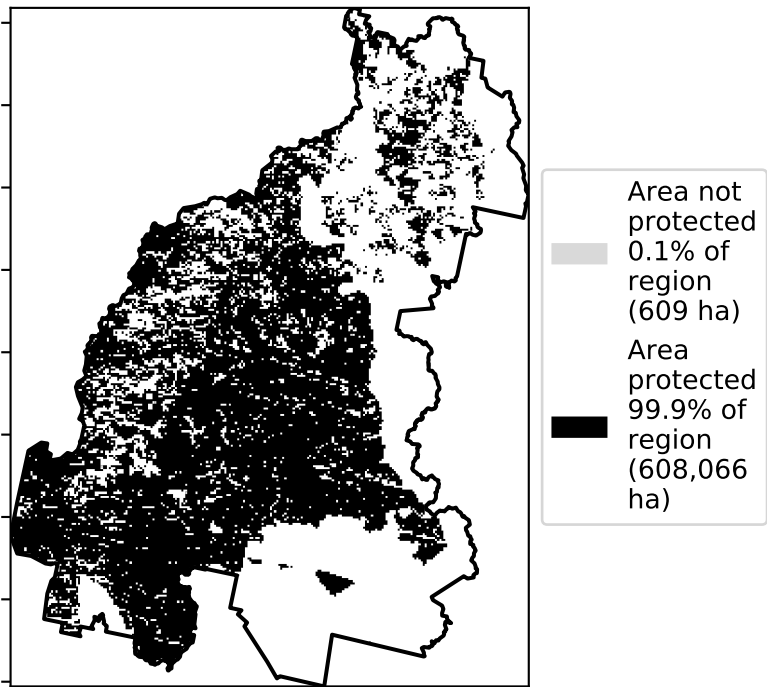 Area not
protected
0.1% of
region
(609 ha)
Area
protected
99.9% of
region
(608,066
ha)